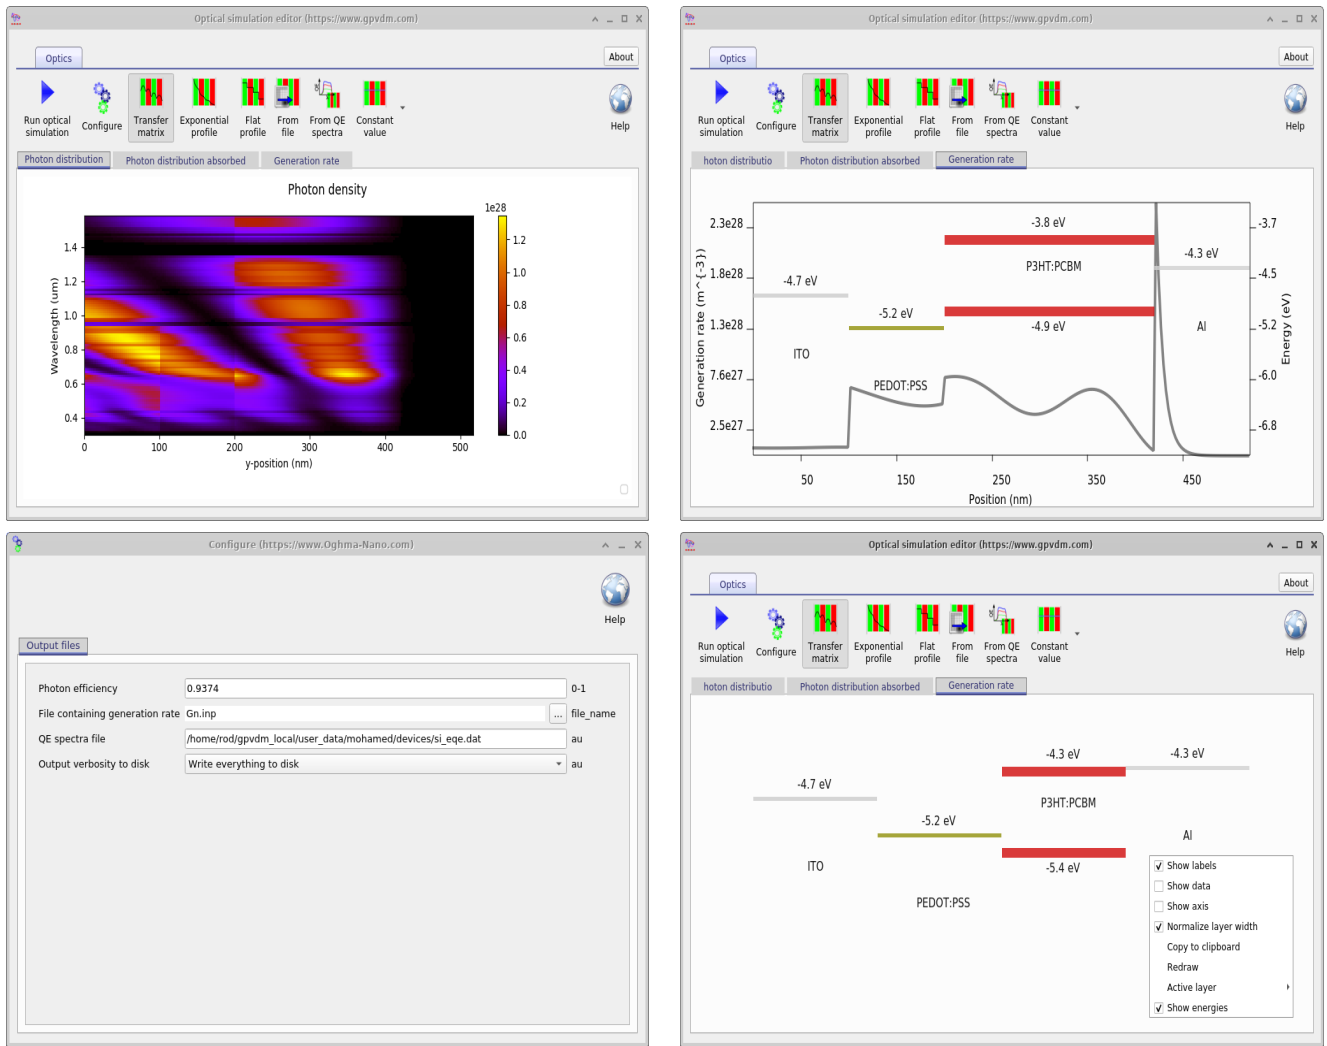 Optical simulation editor (https://www.gpvdm.com)
Optics
About
Run optical
simulation
Configure
Transfer
matrix
Exponential
profile
Flat
profile
From
file
From QE
spectra
Constant
value
Help
Photon distribution
Photon distribution absorbed
Generation rate
Photon density
1e28
Wavelength (um)
1.4
1.2
1.0
0.8
0.6
0.4
1.2
1.0
0.8
0.6
0.4
0.2
0.0
0
100
200
300
400
500
y-position (nm)
Optical simulation editor (https://www.gpvdm.com)
Optics
About
Run optical
simulation
Configure
Transfer
matrix
Exponential
profile
Flat
profile
From
file
From QE
spectra
Constant
value
Help
hoton distributio
Photon distribution absorbed
Generation rate
Generation rate (m^{-3})
2.3e28
1.8e28
1.3e28
7.6e27
2.5e27
-4.7 eV
ITO
-5.2 eV
PEDOT:PSS
-3.8 eV
P3HT:PCBM
-4.9 eV
-4.3 eV
Al
-3.7
-4.5
-5.2
-6.0
-6.8
Energy (eV)
50
150
250
350
450
Position (nm)
Configure (https://www.Oghma-Nano.com)
Help
Output files
Photon efficiency
0.9374
0-1
File containing generation rate
Gn.inp
...
file_name
QE spectra file
/home/rod/gpvdm_local/user_data/mohamed/devices/si_eqe.dat
au
Output verbosity to disk
Write everything to disk
au
Optical simulation editor (https://www.gpvdm.com)
Optics
About
Run optical
simulation
Configure
Transfer
matrix
Exponential
profile
Flat
profile
From
file
From QE
spectra
Constant
value
Help
hoton distributio
Photon distribution absorbed
Generation rate
-4.7 eV
ITO
-5.2 eV
PEDOT:PSS
-4.3 eV
P3HT:PCBM
-5.4 eV
-4.3 eV
Al
Show labels
Show data
Show axis
Normalize layer width
Copy to clipboard
Redraw
Active layer
Show energies